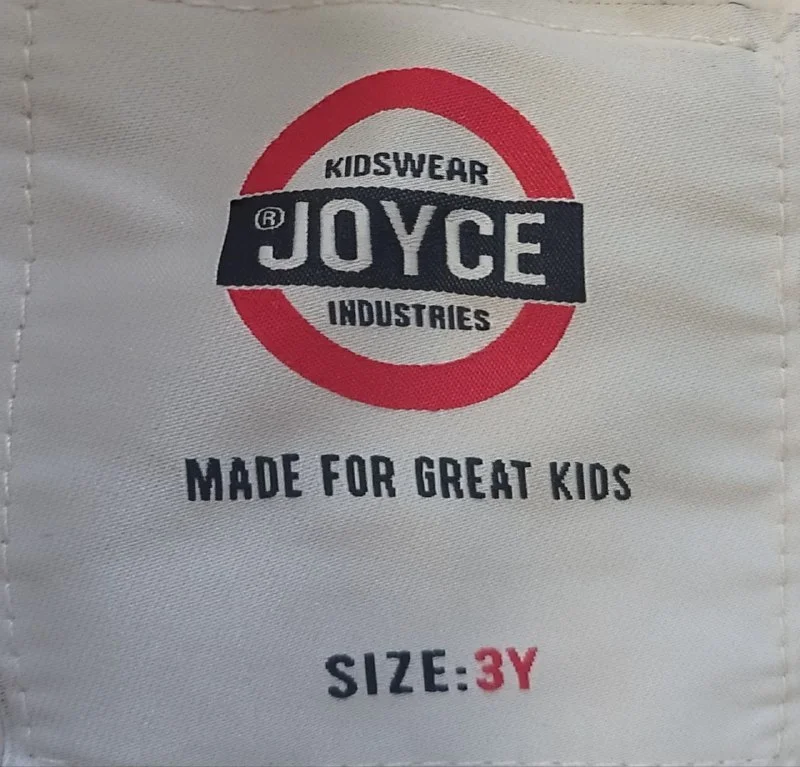 KIDSWEAR
® JOYCE
INDUSTRIES
MADE FOR GREAT KIDS
SIZE:3Y